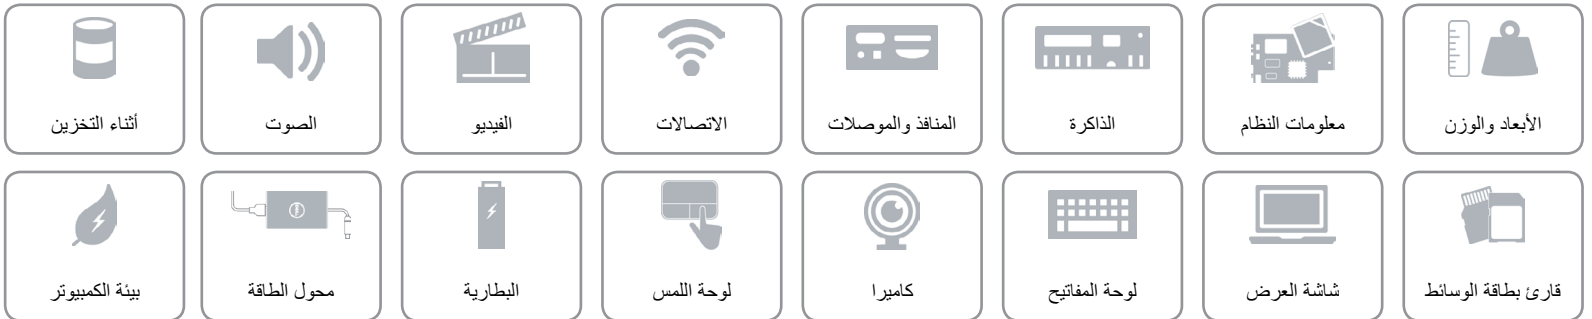 الأبعاد والوزن
معلومات النظام
الذاكرة
المنافذ والموصلات
الاتصالات
الفيديو
الصوت
أثناء التخزين
قارئ بطاقة الوسائط
شاشة العرض
لوحة المفاتيح
كاميرا
لوحة اللمس
البطارية
محول الطاقة
بيئة الكمبيوتر